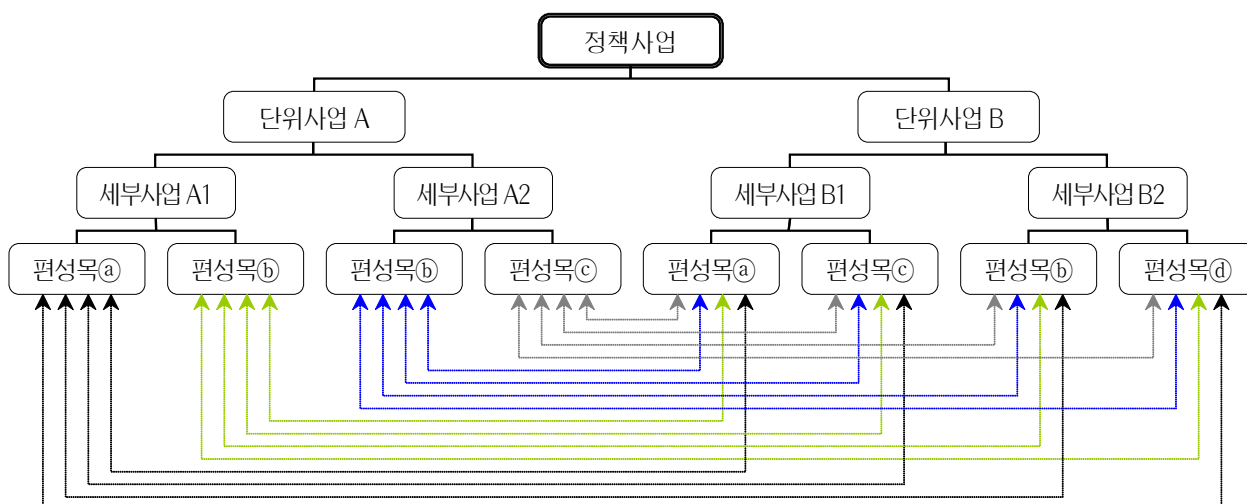 정책사업
단위사업 A
단위사업 B
세부사업 A1
세부사업 A2
세부사업 B1
세부사업 B2
편성목ⓐ
편성목ⓑ
편성목ⓑ
편성목ⓒ
편성목ⓐ
편성목ⓒ
편성목ⓑ
편성목ⓓ